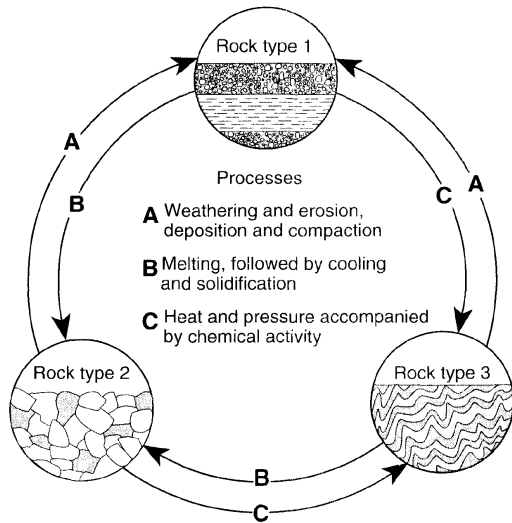 Rock type 1
A
B
C
A
Processes
A Weathering and erosion,
deposition and compaction
B Melting, followed by cooling
and solidification
C Heat and pressure accompanied
by chemical activity
Rock type 2
Rock type 3
B
C